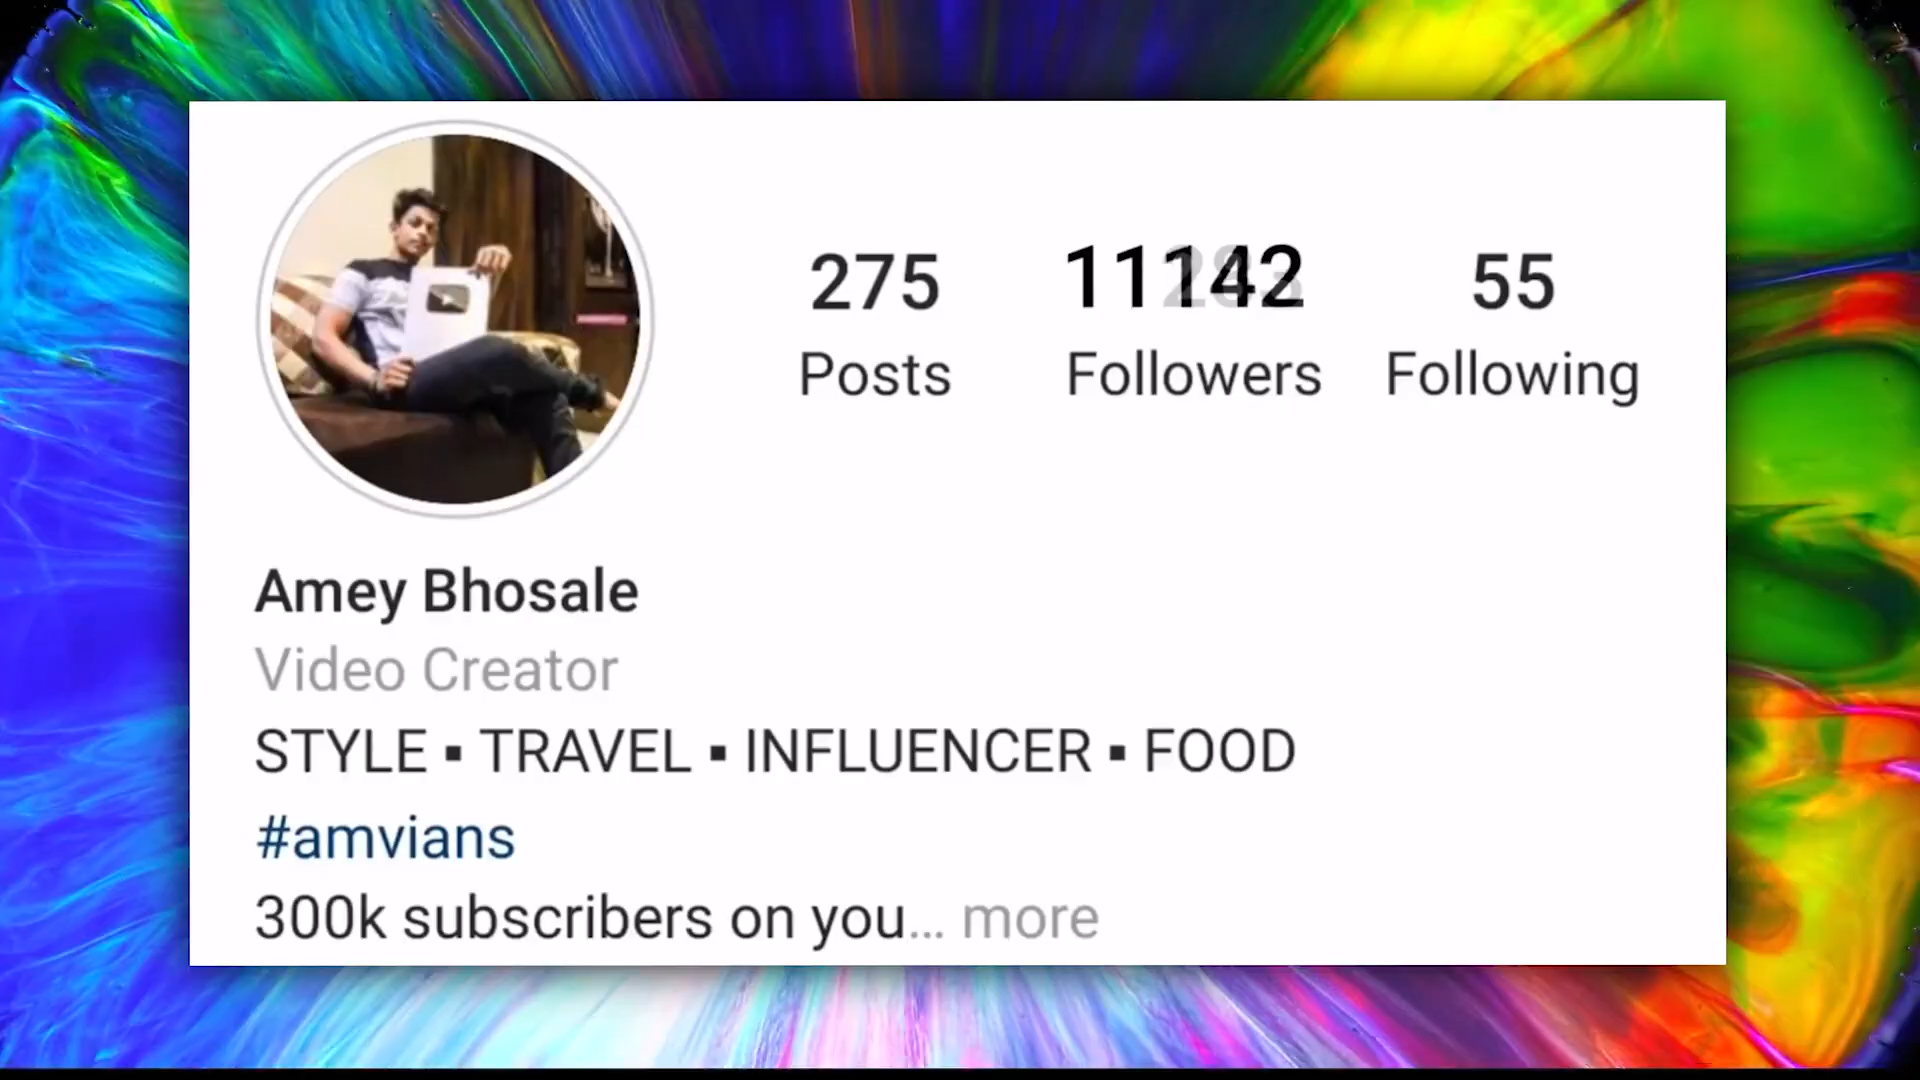 275 11142 55
Posts Followers Following
Amey Bhosale
Video Creator
STYLE ▪ TRAVEL ▪ INFLUENCER ▪ FOOD
#amvians
300k subscribers on you... more